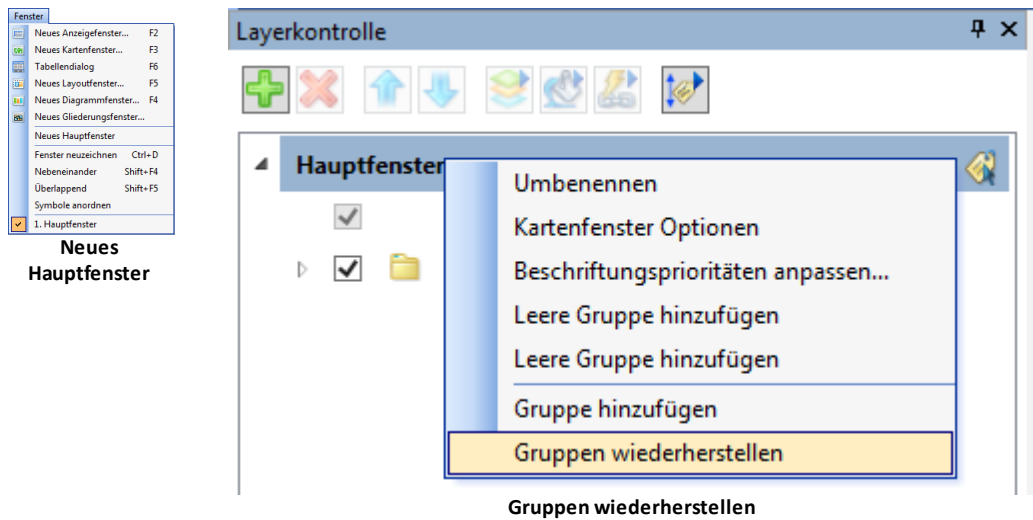 Fenster
Neues Anzeigefenster... F2
Neues Kartenfenster... F3
Tabellendialog F6
Neues Layoutfenster... F5
Neues Diagrammfenster... F4
Neues Gliederungsfenster...
Neues Hauptfenster
Fenster neuzeichnen Ctrl+D
Nebeneinander Shift+F4
Überlappend Shift+F5
Symbole anordnen
1. Hauptfenster
Neues
Hauptfenster
Layerkontrolle
Hauptfenster
Umbenennen
Kartenfenster Optionen
Beschriftungsprioritäten anpassen...
Leere Gruppe hinzufügen
Leere Gruppe hinzufügen
Gruppe hinzufügen
Gruppen wiederherstellen
Gruppen wiederherstellen